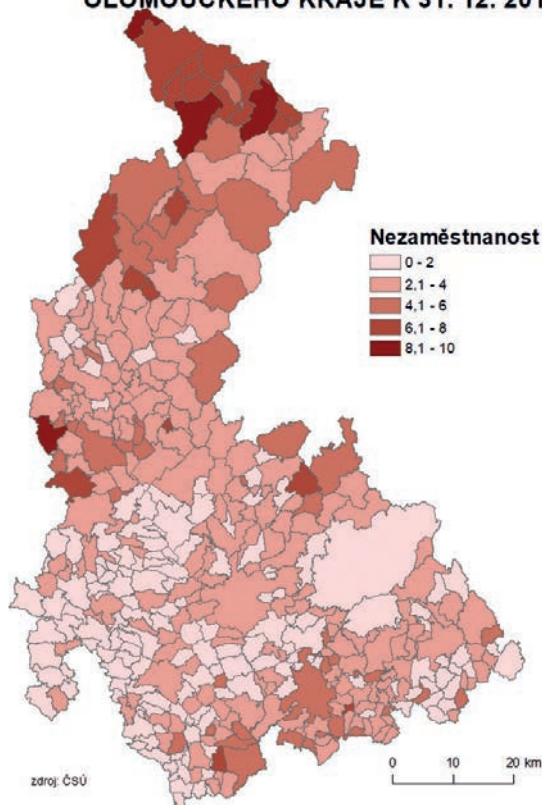 OLOMOUCKÉHO KRAJE K 31. 12. 201
Nezaměstnanost
0 - 2
2,1 - 4
4,1 - 6
6,1 - 8
8,1 - 10
zdroj: ČSÚ
0 10 20 km